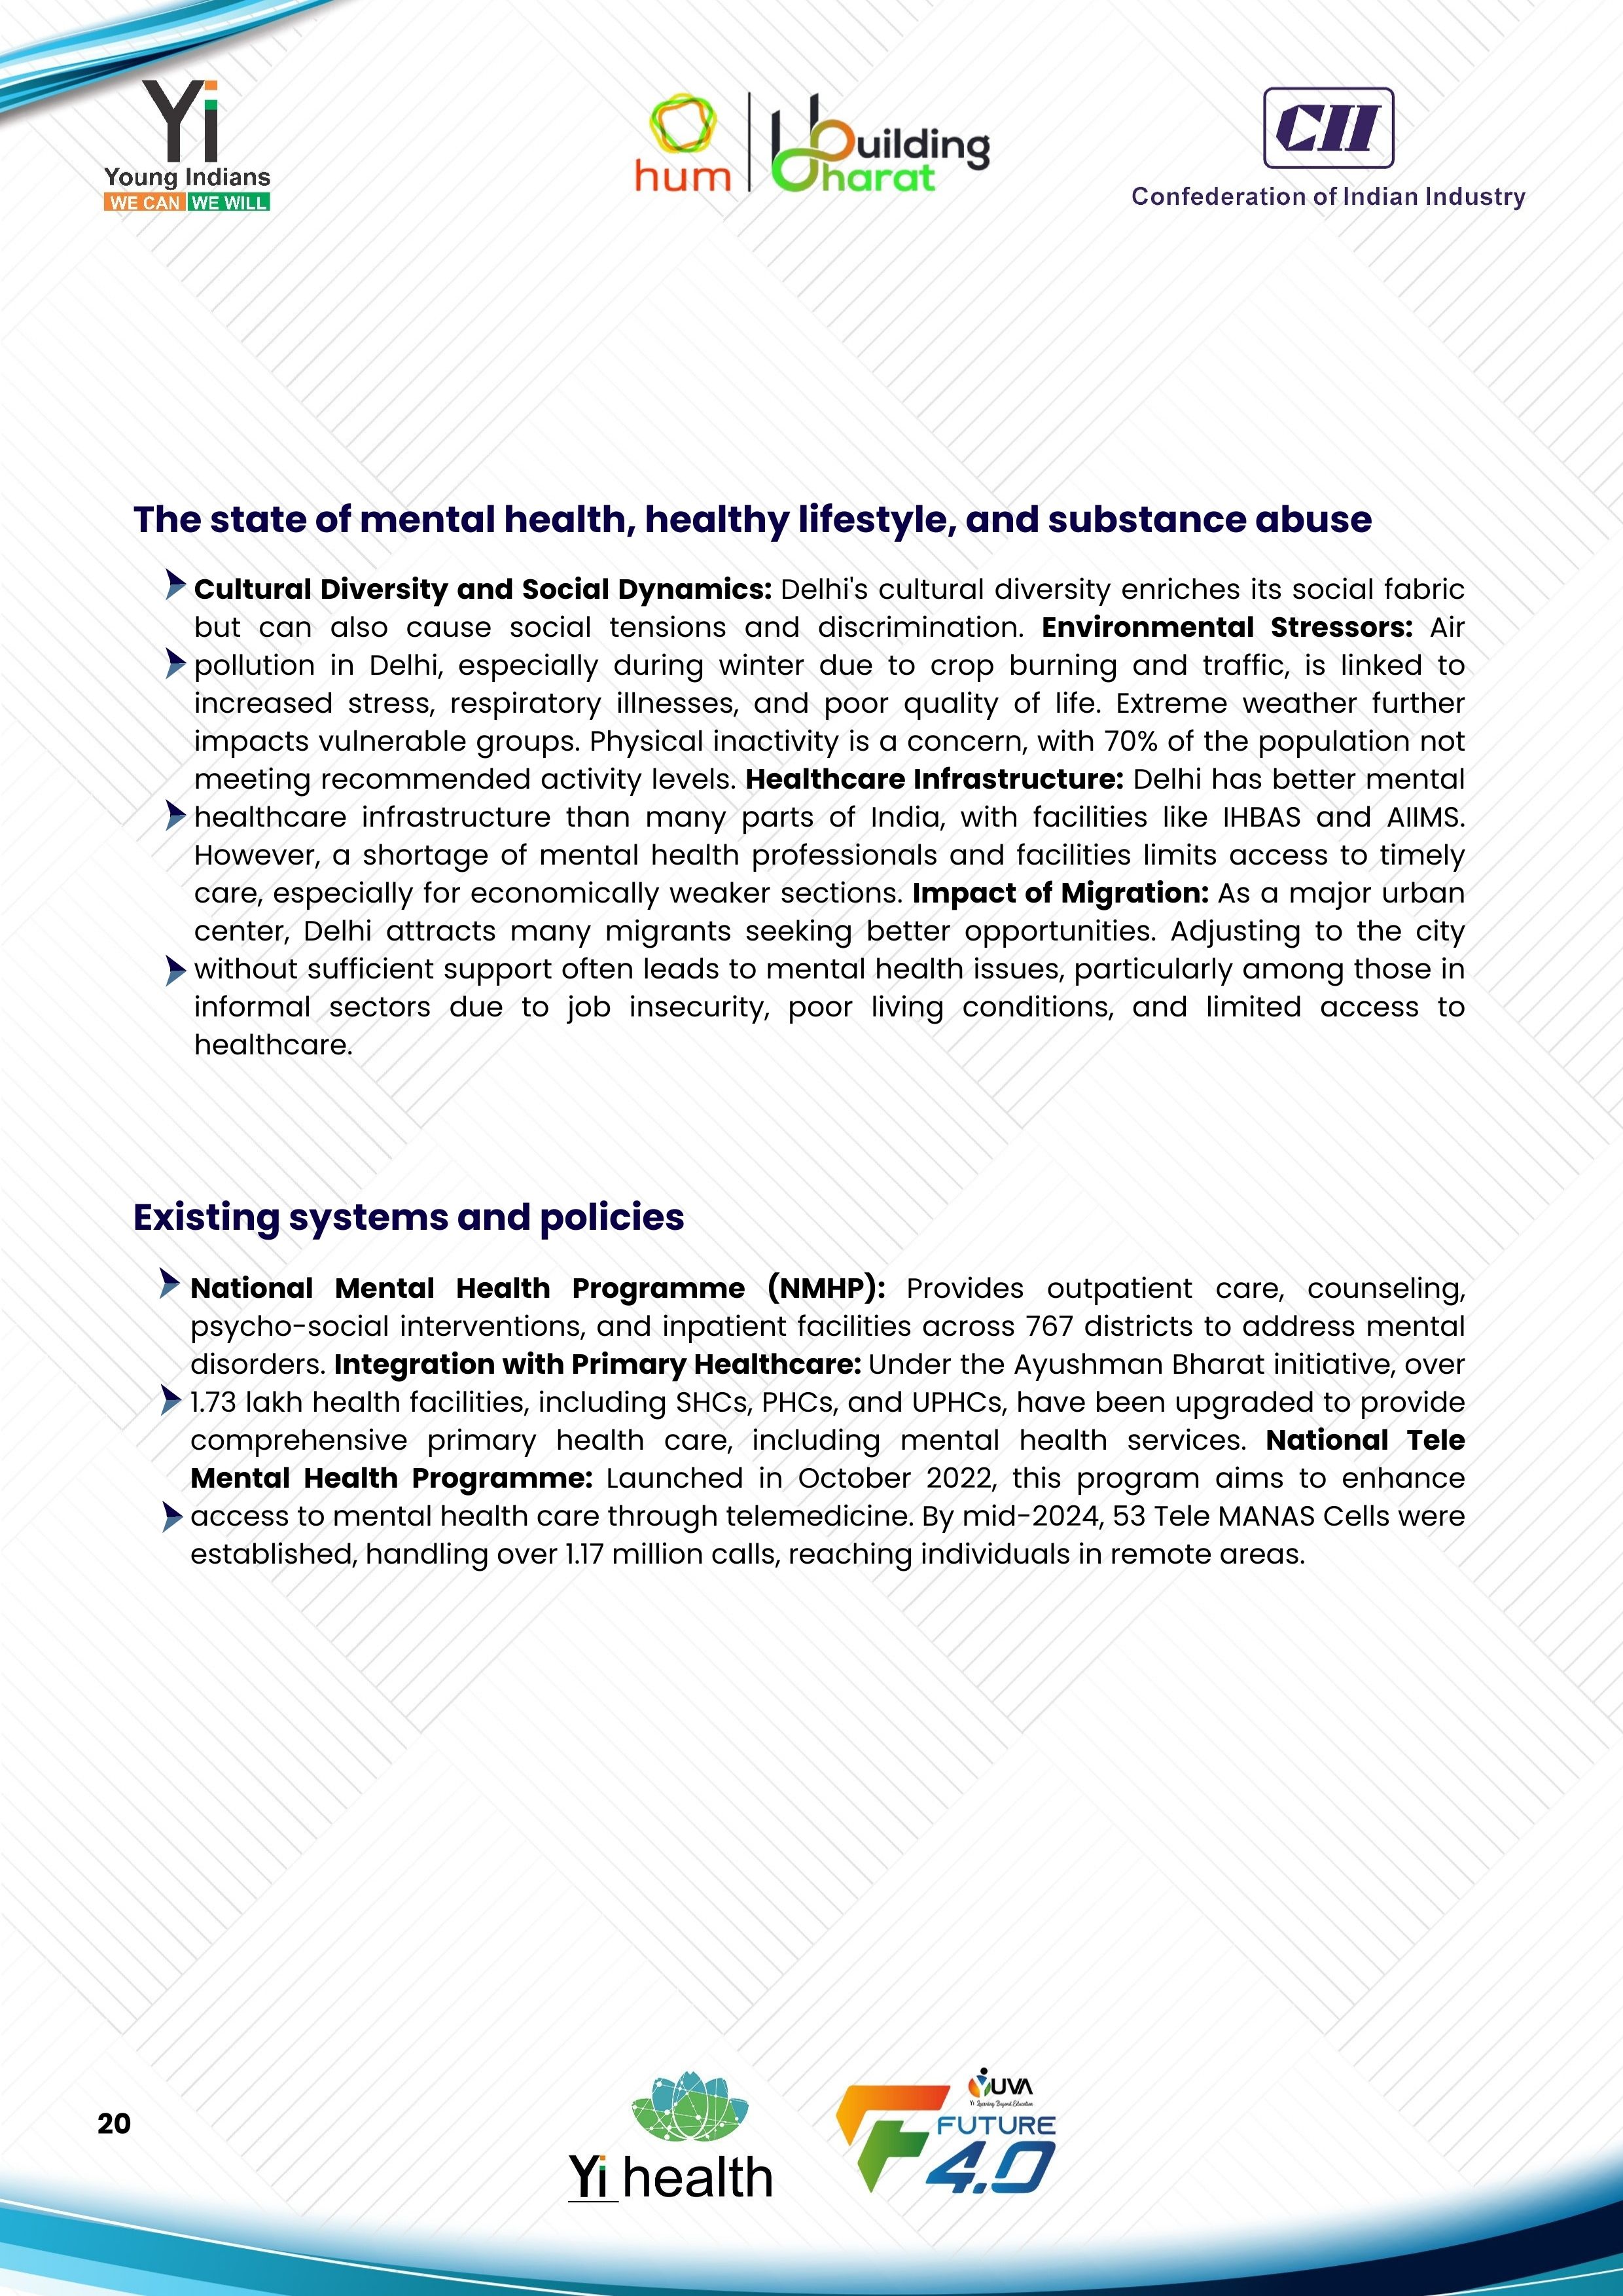 Yi
Young Indians
WE CAN WE WILL
hum
Building
Bharat
CII
Confederation of Indian Industry
The state of mental health, healthy lifestyle, and substance abuse
Cultural Diversity and Social Dynamics: Delhi's cultural diversity enriches its social fabric
but can also cause social tensions and discrimination. Environmental Stressors: Air
pollution in Delhi, especially during winter due to crop burning and traffic, is linked to
increased stress, respiratory illnesses, and poor quality of life. Extreme weather further
impacts vulnerable groups. Physical inactivity is a concern, with 70% of the population not
meeting recommended activity levels. Healthcare Infrastructure: Delhi has better mental
healthcare infrastructure than many parts of India, with facilities like IHBAS and AIIMS.
However, a shortage of mental health professionals and facilities limits access to timely
care, especially for economically weaker sections. Impact of Migration: As a major urban
center, Delhi attracts many migrants seeking better opportunities. Adjusting to the city
without sufficient support often leads to mental health issues, particularly among those in
informal sectors due to job insecurity, poor living conditions, and limited access to
healthcare.
Existing systems and policies
National Mental Health Programme (NMHP): Provides outpatient care, counseling,
psycho-social interventions, and inpatient facilities across 767 districts to address mental
disorders. Integration with Primary Healthcare: Under the Ayushman Bharat initiative, over
1.73 lakh health facilities, including SHCs, PHCs, and UPHCs, have been upgraded to provide
comprehensive primary health care, including mental health services. National Tele
Mental Health Programme: Launched in October 2022, this program aims to enhance
access to mental health care through telemedicine. By mid-2024, 53 Tele MANAS Cells were
established, handling over 1.17 million calls, reaching individuals in remote areas.
20
Yi health
YUVA
Yi Learning Beyond Education
FUTURE
4.0